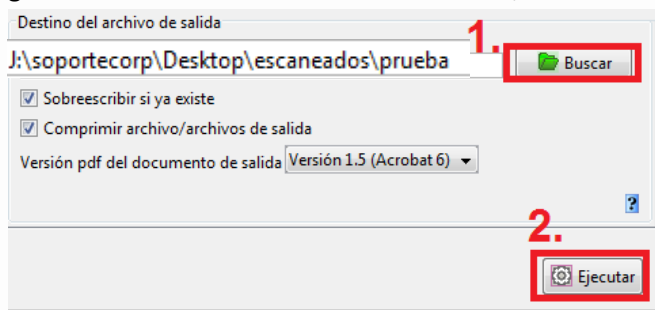 Destino del archivo de salida
1.
J:\soportecorp\Desktop\escaneados\prueba
Buscar
Sobreescribir si ya existe
Comprimir archivo/archivos de salida
Versión pdf del documento de salida Versión 1.5 (Acrobat 6)
?
2.
Ejecutar